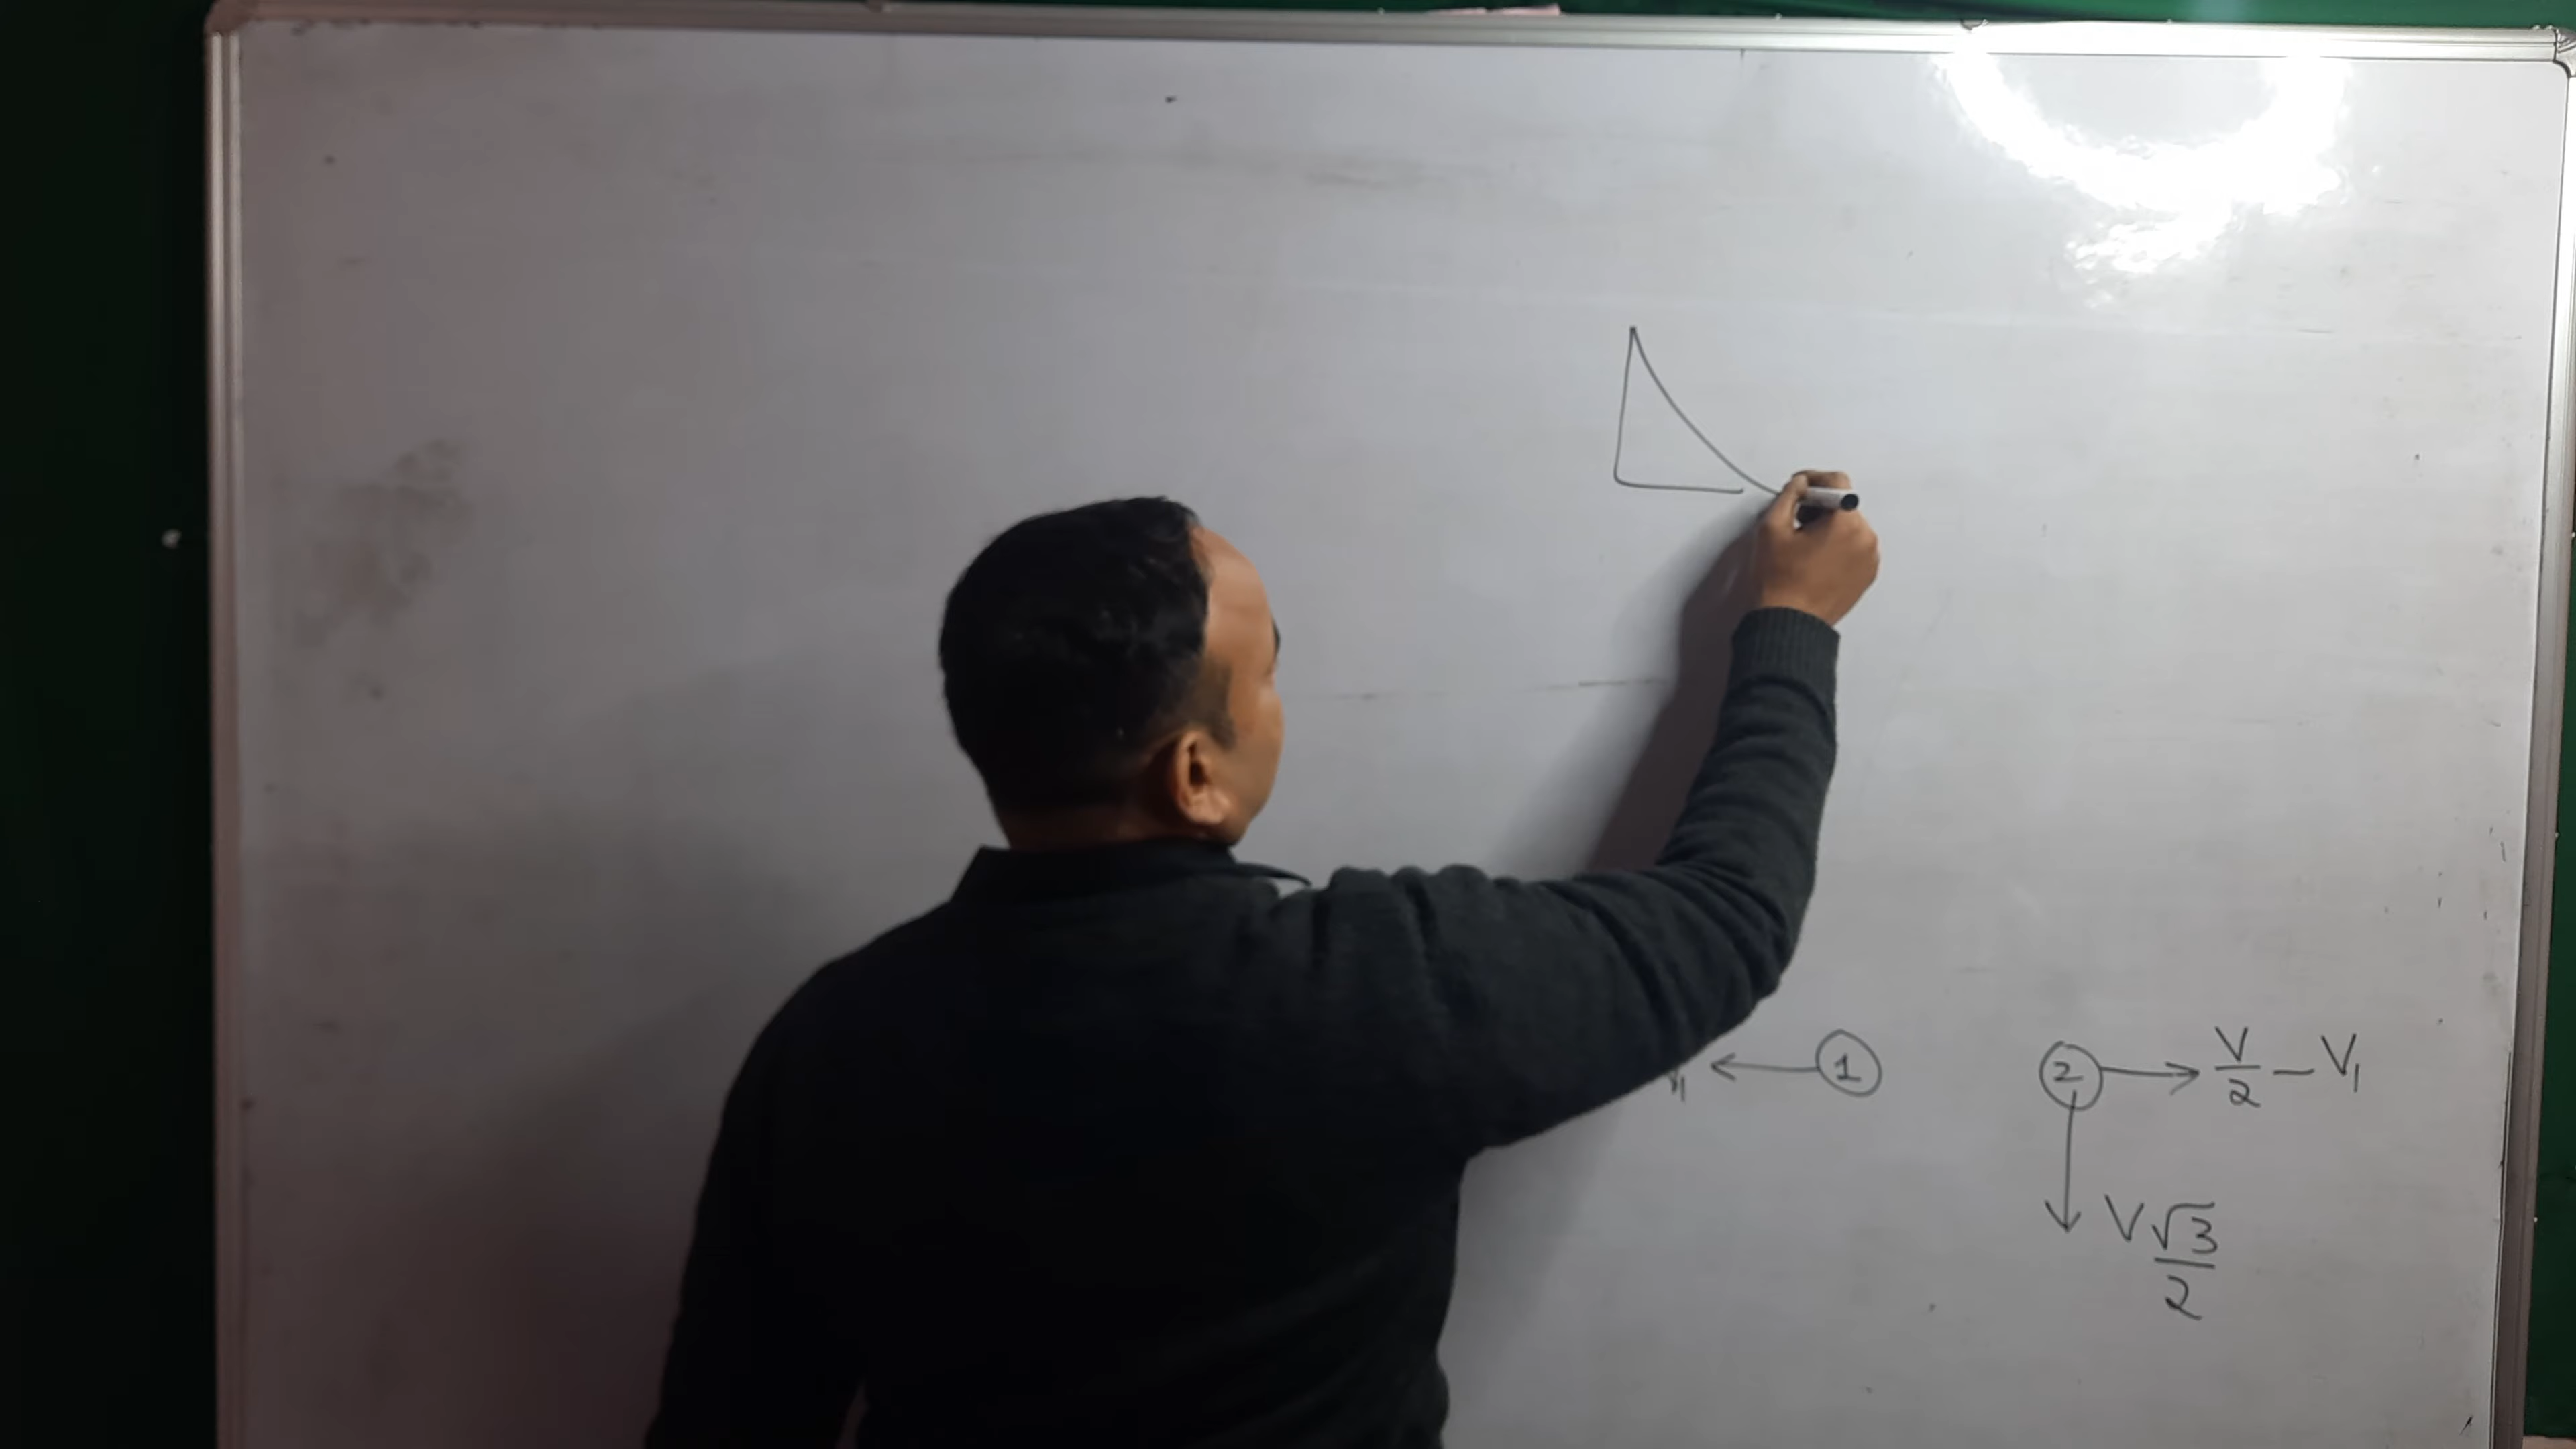 V₁ ← ① ② → V/2 – V₁
↓ V√3/2